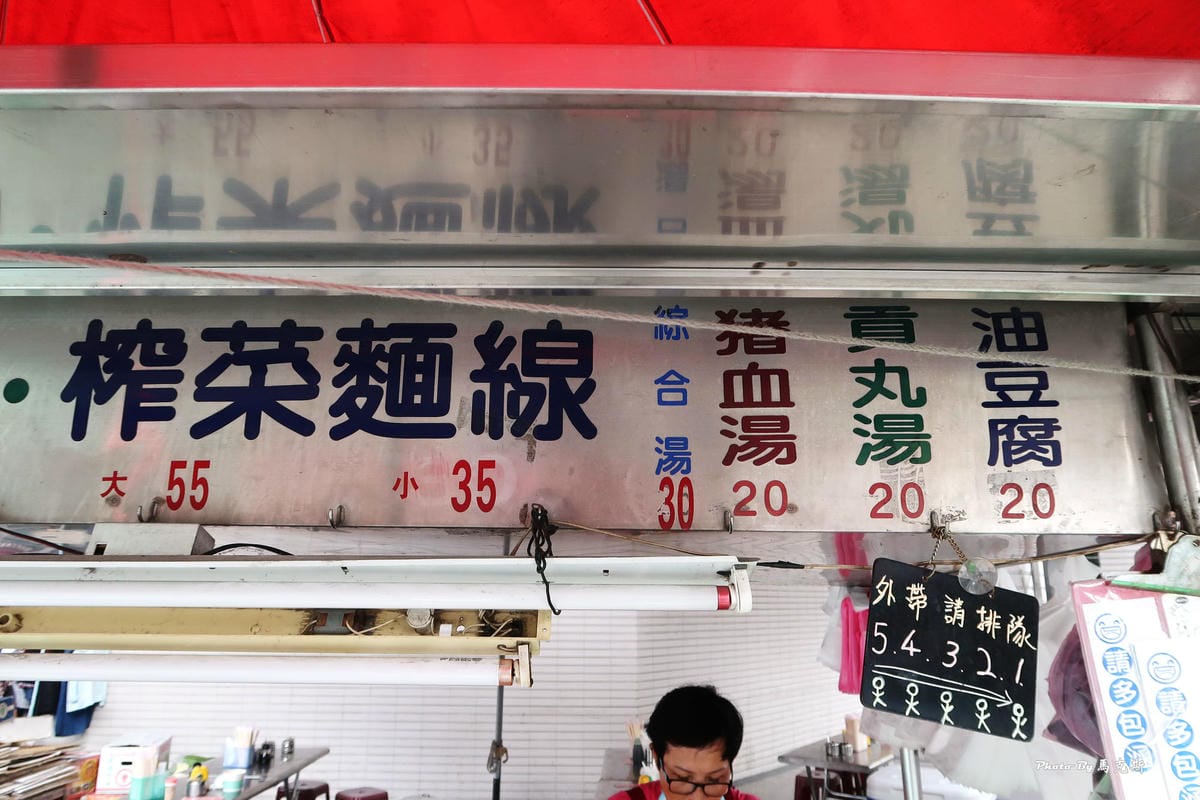 榨菜麵線
大 55
小 35
綜合湯
30
豬血湯
20
貢丸湯
20
油豆腐
20
外帶請排隊
5.4.3.2.1.
請多包
請多包
Photo By 馬克媽